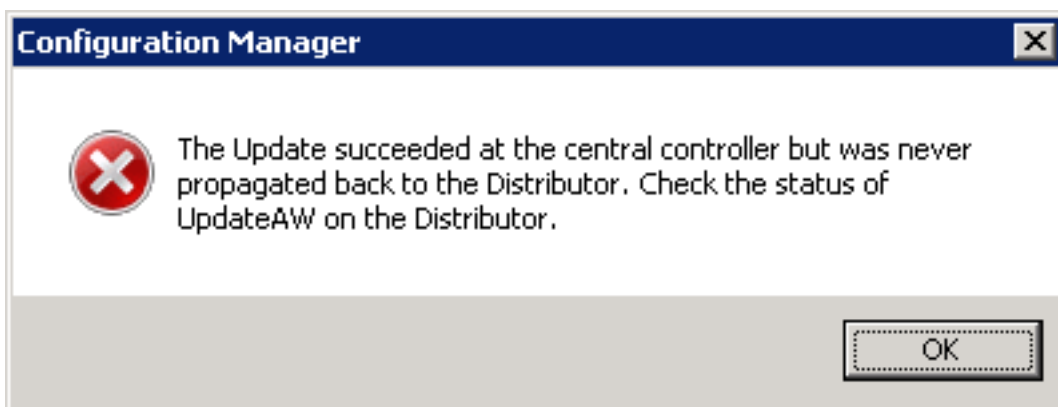 Configuration Manager
The Update succeeded at the central controller but was never
propagated back to the Distributor. Check the status of
UpdateAW on the Distributor.
OK